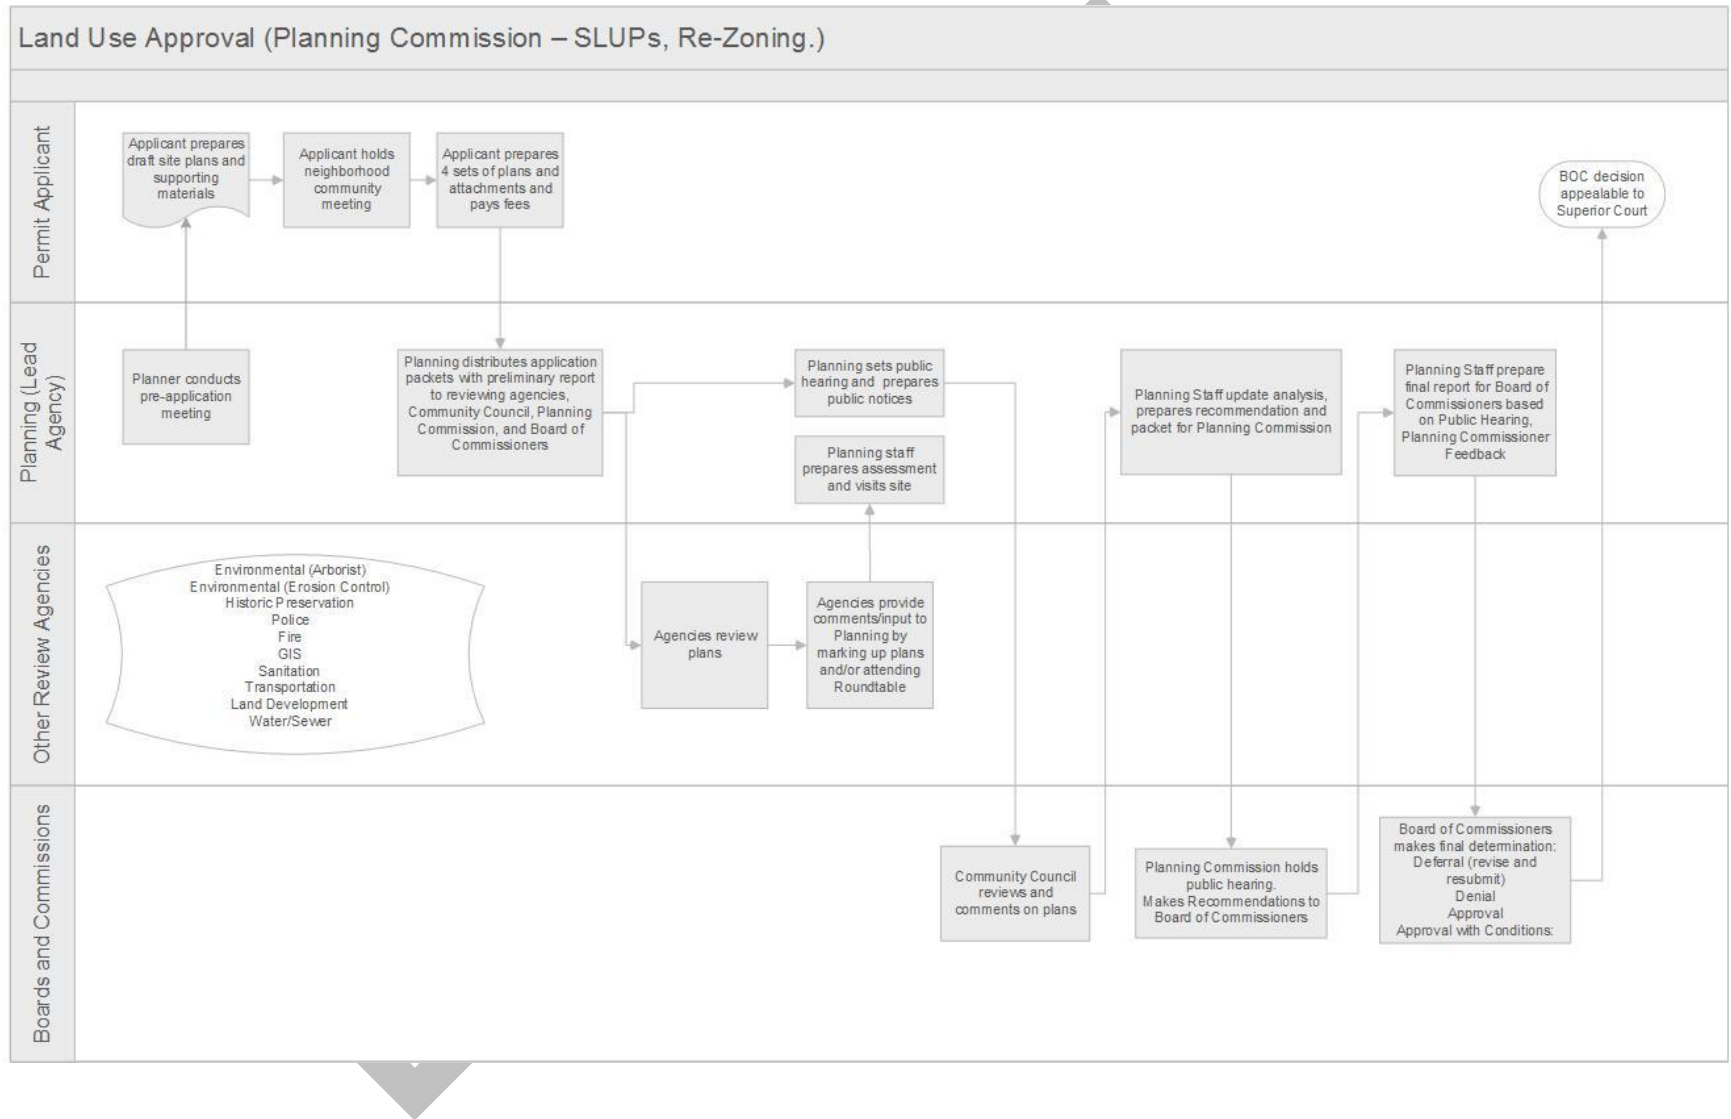 Land Use Approval (Planning Commission – SLUPs, Re-Zoning.)
Permit Applicant
Applicant prepares
draft site plans and
supporting
materials
Applicant holds
neighborhood
community
meeting
Applicant prepares
4 sets of plans and
attachments and
pays fees
BOC decision
appealable to
Superior Court
Planning (Lead
Agency)
Planner conducts
pre-application
meeting
Planning distributes application
packets with preliminary report
to reviewing agencies,
Community Council, Planning
Commission, and Board of
Commissioners
Planning sets public
hearing and prepares
public notices
Planning staff
prepares assessment
and visits site
Planning Staff update analysis,
prepares recommendation and
packet for Planning Commission
Planning Staff prepare
final report for Board of
Commissioners based
on Public Hearing,
Planning Commissioner
Feedback
Other Review Agencies
Environmental (Arborist)
Environmental (Erosion Control)
Historic Preservation
Police
Fire
GIS
Sanitation
Transportation
Land Development
Water/Sewer
Agencies review
plans
Agencies provide
comments/input to
Planning by
marking up plans
and/or attending
Roundtable
Boards and Commissions
Community Council
reviews and
comments on plans
Planning Commission holds
public hearing.
Makes Recommendations to
Board of Commissioners
Board of Commissioners
makes final determination:
Deferral (revise and
resubmit)
Denial
Approval
Approval with Conditions: